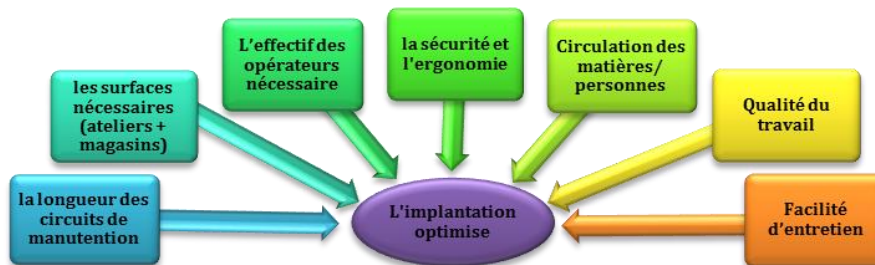 la longueur des
circuits de
manutention
les surfaces
nécessaires
(ateliers +
magasins)
L'effectif des
opérateurs
nécessaire
la sécurité et
l'ergonomie
Circulation des
matières/
personnes
Qualité du
travail
Facilité
d'entretien
L'implantation
optimise